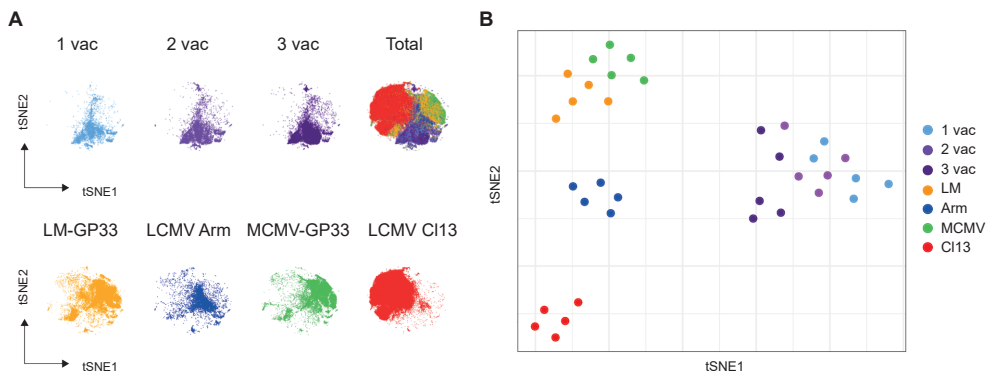 A
1 vac
2 vac
3 vac
Total
tSNE2
tSNE1
LM-GP33
LCMV Arm
MCMV-GP33
LCMV Cl13
tSNE2
tSNE1
B
tSNE2
tSNE1
1 vac
2 vac
3 vac
LM
Arm
MCMV
Cl13